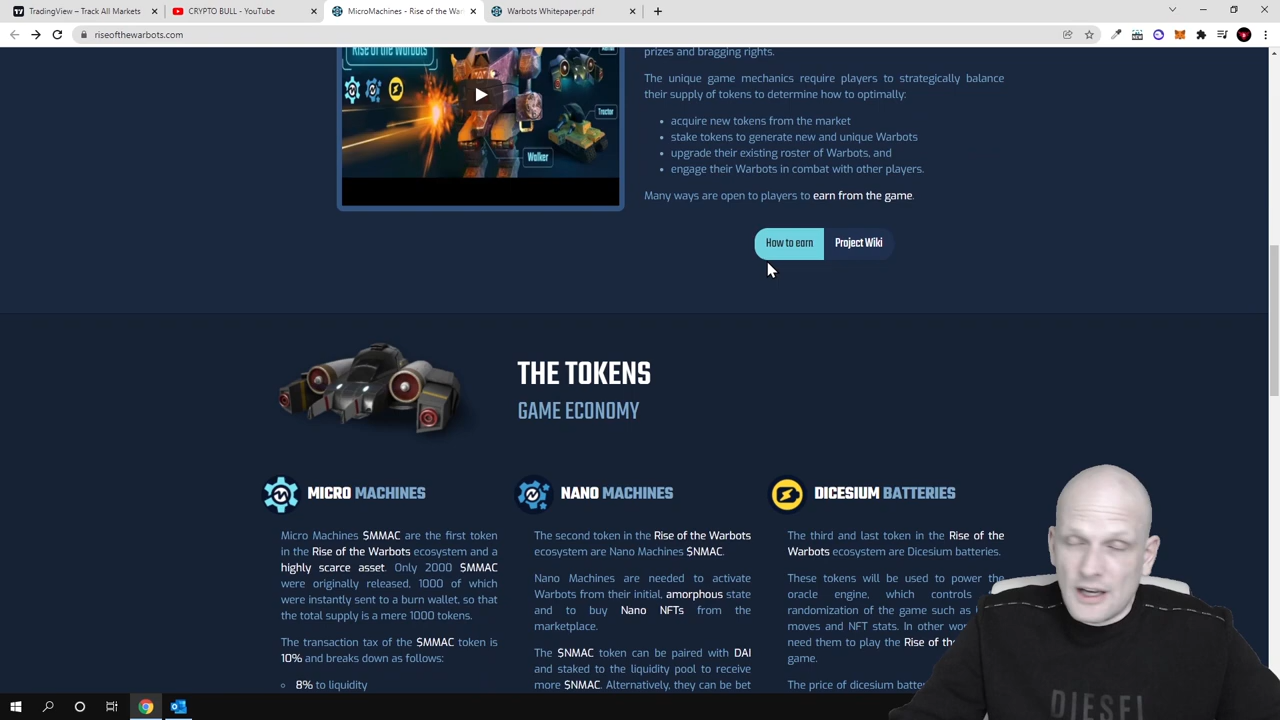 TradingView – Track All Markets
CRYPTO BULL - YouTube
MicroMachines - Rise of the War
Warbots Whitepaper.pdf
riseofthewarbots.com
Rise of the Warbots
Tractor
Walker
prizes and bragging rights.
The unique game mechanics require players to strategically balance
their supply of tokens to determine how to optimally:
acquire new tokens from the market
stake tokens to generate new and unique Warbots
upgrade their existing roster of Warbots, and
engage their Warbots in combat with other players.
Many ways are open to players to earn from the game.
How to earn
Project Wiki
THE TOKENS
GAME ECONOMY
MICRO MACHINES
Micro Machines $MMAC are the first token
in the Rise of the Warbots ecosystem and a
highly scarce asset. Only 2000 $MMAC
were originally released, 1000 of which
were instantly sent to a burn wallet, so that
the total supply is a mere 1000 tokens.
The transaction tax of the $MMAC token is
10% and breaks down as follows:
8% to liquidity
NANO MACHINES
The second token in the Rise of the Warbots
ecosystem are Nano Machines $NMAC.
Nano Machines are needed to activate
Warbots from their initial, amorphous state
and to buy Nano NFTs from the
marketplace.
The $NMAC token can be paired with DAI
and staked to the liquidity pool to receive
more $NMAC. Alternatively, they can be bet
DICESIUM BATTERIES
The third and last token in the Rise of the
Warbots ecosystem are Dicesium batteries.
These tokens will be used to power the
oracle engine, which controls
randomization of the game such as
moves and NFT stats. In other wor
need them to play the Rise of the
game.
The price of dicesium batter
DIESEL